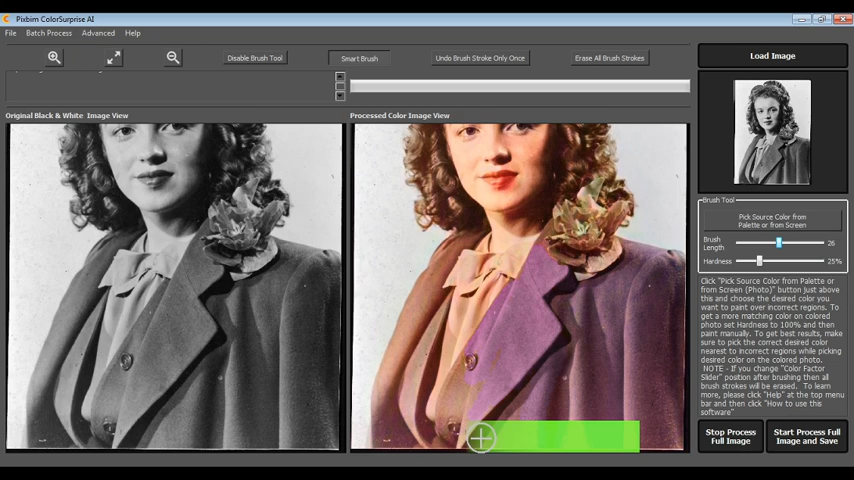 Pixbim ColorSurprise AI
File Batch Process Advanced Help
Disable Brush Tool Smart Brush Undo Brush Stroke Only Once Erase All Brush Strokes
Load Image
Original Black & White Image View
Processed Color Image View
Brush Tool
Pick Source Color from
Palette or from Screen
Brush
Length
26
Hardness
25%
Click "Pick Source Color from Palette or
from Screen (Photo)" button just above
this and choose the desired color you
want to paint over incorrect regions. To
get a more matching color on colored
photo set Hardness to 100% and then
paint manually. To get best results, make
sure to pick the correct desired color
nearest to incorrect regions while picking
desired color on the colored photo.
NOTE - If you change "Color Factor
Slider" position after brushing then all
brush strokes will be erased. To learn
more, please click "Help" at the top menu
bar and then click "How to use this
software"
Stop Process
Full Image
Start Process Full
Image and Save